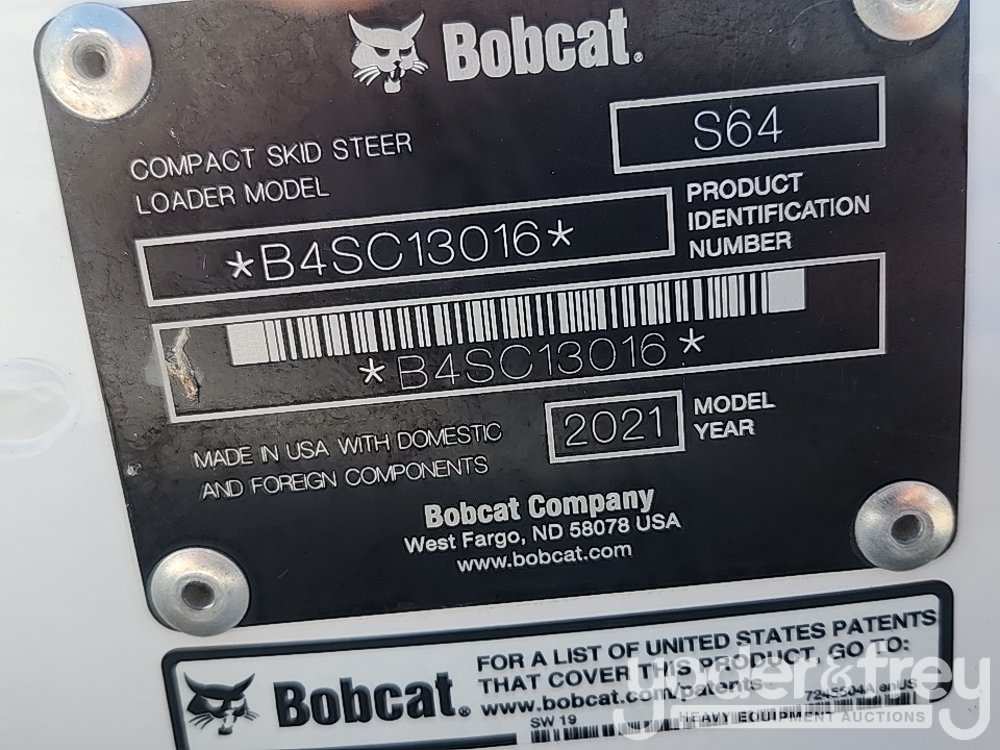 Bobcat.
COMPACT SKID STEER
LOADER MODEL
S64
*B4SC13016*
PRODUCT
IDENTIFICATION
NUMBER
*B4SC13016*
MADE IN USA WITH DOMESTIC
AND FOREIGN COMPONENTS
2021
MODEL
YEAR
Bobcat Company
West Fargo, ND 58078 USA
www.bobcat.com
Bobcat.
FOR A LIST OF UNITED STATES PATENTS
THAT COVER THIS PRODUCT, GO TO:
www.bobcat.com/patents
SW 19
7245504A enUS
yoder&frey
HEAVY EQUIPMENT AUCTIONS